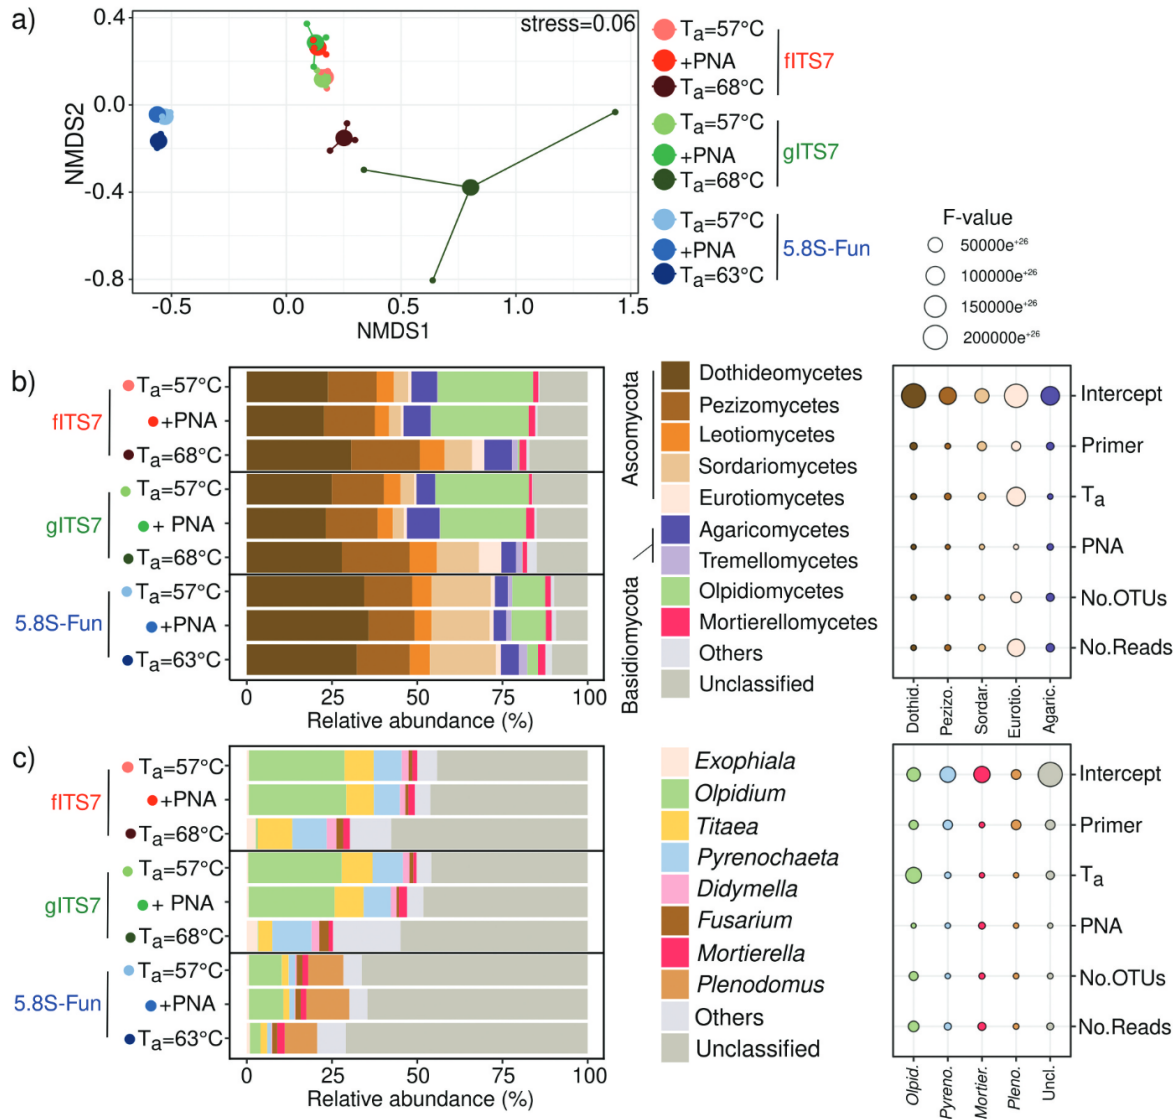 a)
stress=0.06
0.4
0.0
-0.4
-0.8
NMDS2
-0.5
0.0
0.5
1.0
1.5
NMDS1
Ta=57°C
+PNA
Ta=68°C
fITS7
Ta=57°C
+PNA
Ta=68°C
gITS7
Ta=57°C
+PNA
Ta=63°C
5.8S-Fun
F-value
50000e+26
100000e+26
150000e+26
200000e+26
b)
fITS7
Ta=57°C
+PNA
Ta=68°C
gITS7
Ta=57°C
+ PNA
Ta=68°C
5.8S-Fun
Ta=57°C
+PNA
Ta=63°C
0
25
50
75
100
Relative abundance (%)
Ascomycota
Basidiomycota
Dothideomycetes
Pezizomycetes
Leotiomycetes
Sordariomycetes
Eurotiomycetes
Agaricomycetes
Tremellomycetes
Olpidiomycetes
Mortierellomycetes
Others
Unclassified
Intercept
Primer
Ta
PNA
No.OTUs
No.Reads
Dothid.
Pezizo.
Sordar.
Eurotio.
Agaric.
c)
fITS7
Ta=57°C
+PNA
Ta=68°C
gITS7
Ta=57°C
+ PNA
Ta=68°C
5.8S-Fun
Ta=57°C
+PNA
Ta=63°C
0
25
50
75
100
Relative abundance (%)
Exophiala
Olpidium
Titaea
Pyrenochaeta
Didymella
Fusarium
Mortierella
Plenodomus
Others
Unclassified
Intercept
Primer
Ta
PNA
No.OTUs
No.Reads
Olpid.
Pyreno.
Mortier.
Pleno.
Uncl.